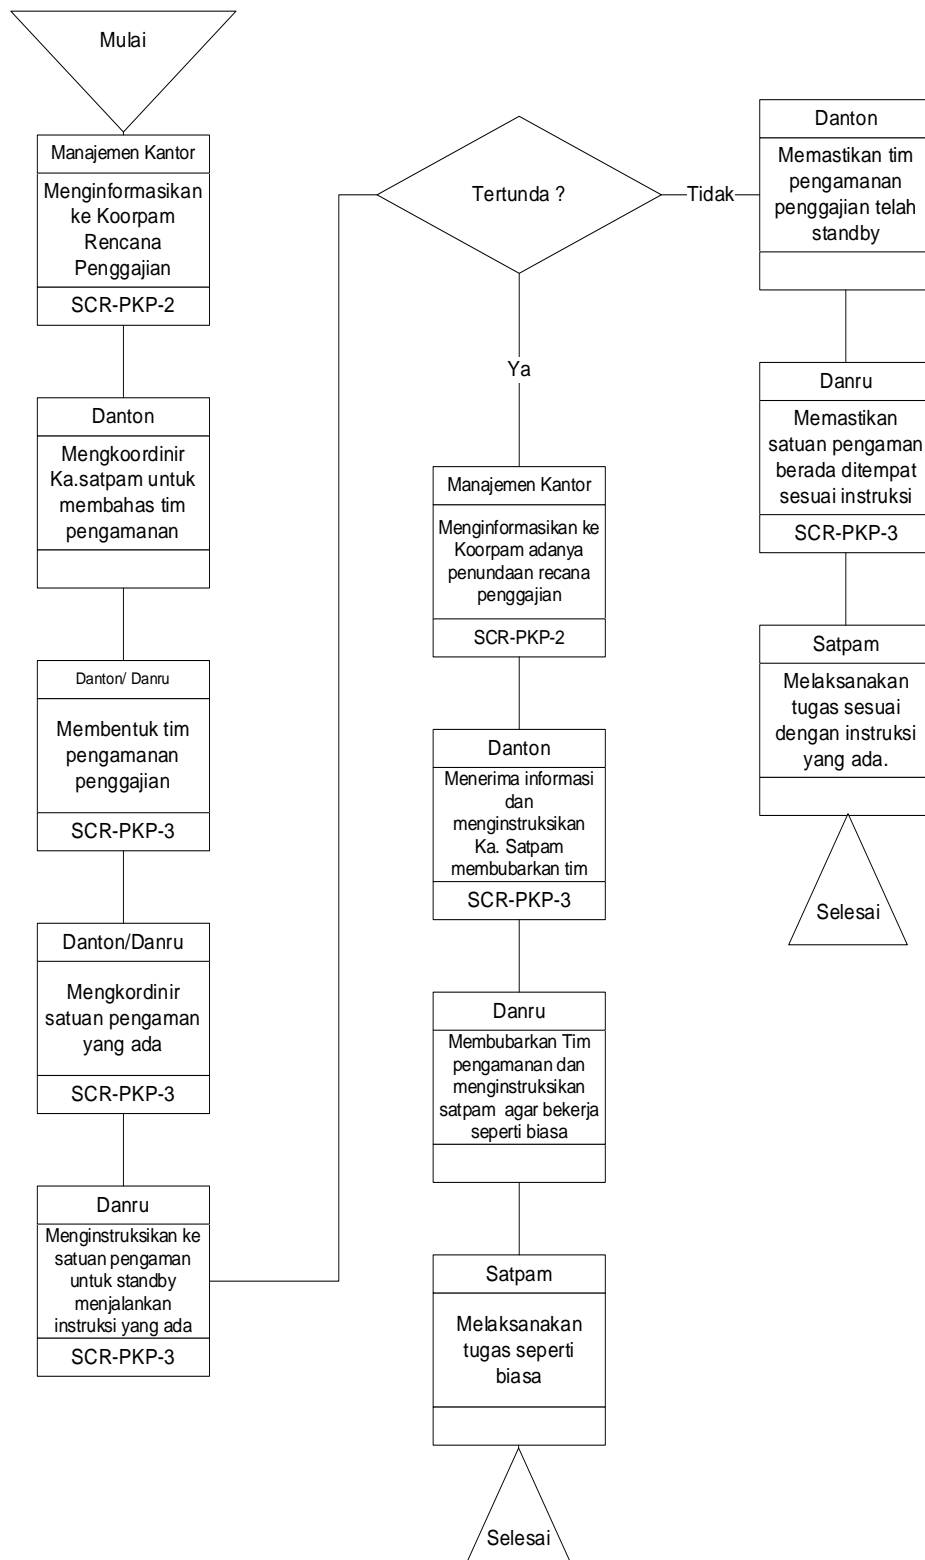 Mulai
Manajemen Kantor
Menginformasikan
ke Koorpam
Rencana
Penggajian
SCR-PKP-2
Danton
Mengkoordinir
Ka.satpam untuk
membahas tim
pengamanan
Danton/ Danru
Membentuk tim
pengamanan
penggajian
SCR-PKP-3
Danton/Danru
Mengkordinir
satuan pengaman
yang ada
SCR-PKP-3
Danru
Menginstruksikan ke
satuan pengaman
untuk standby
menjalankan
instruksi yang ada
SCR-PKP-3
Tertunda ?
Ya
Manajemen Kantor
Menginformasikan ke
Koorpam adanya
penundaan recana
penggajian
SCR-PKP-2
Danton
Menerima informasi
dan
menginstruksikan
Ka. Satpam
membubarkan tim
SCR-PKP-3
Danru
Membubarkan Tim
pengamanan dan
menginstruksikan
satpam  agar bekerja
seperti biasa
Satpam
Melaksanakan
tugas seperti
biasa
Selesai
Tidak
Danton
Memastikan tim
pengamanan
penggajian telah
standby
Danru
Memastikan
satuan pengaman
berada ditempat
sesuai instruksi
SCR-PKP-3
Satpam
Melaksanakan
tugas sesuai
dengan instruksi
yang ada.
Selesai